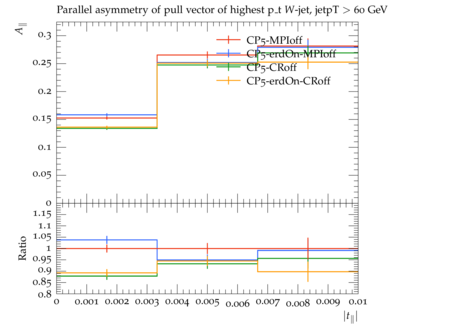 Parallel asymmetry of pull vector of highest p_t W-jet, jetpT > 60 GeV
A∥
0.3
0.25
0.2
0.15
0.1
0.05
0
CP5-MPIoff
CP5-erdOn-MPIoff
CP5-CRoff
CP5-erdOn-CRoff
Ratio
1.15
1.1
1.05
1
0.95
0.9
0.85
0.8
0 0.001 0.002 0.003 0.004 0.005 0.006 0.007 0.008 0.009 0.01
|t∥|